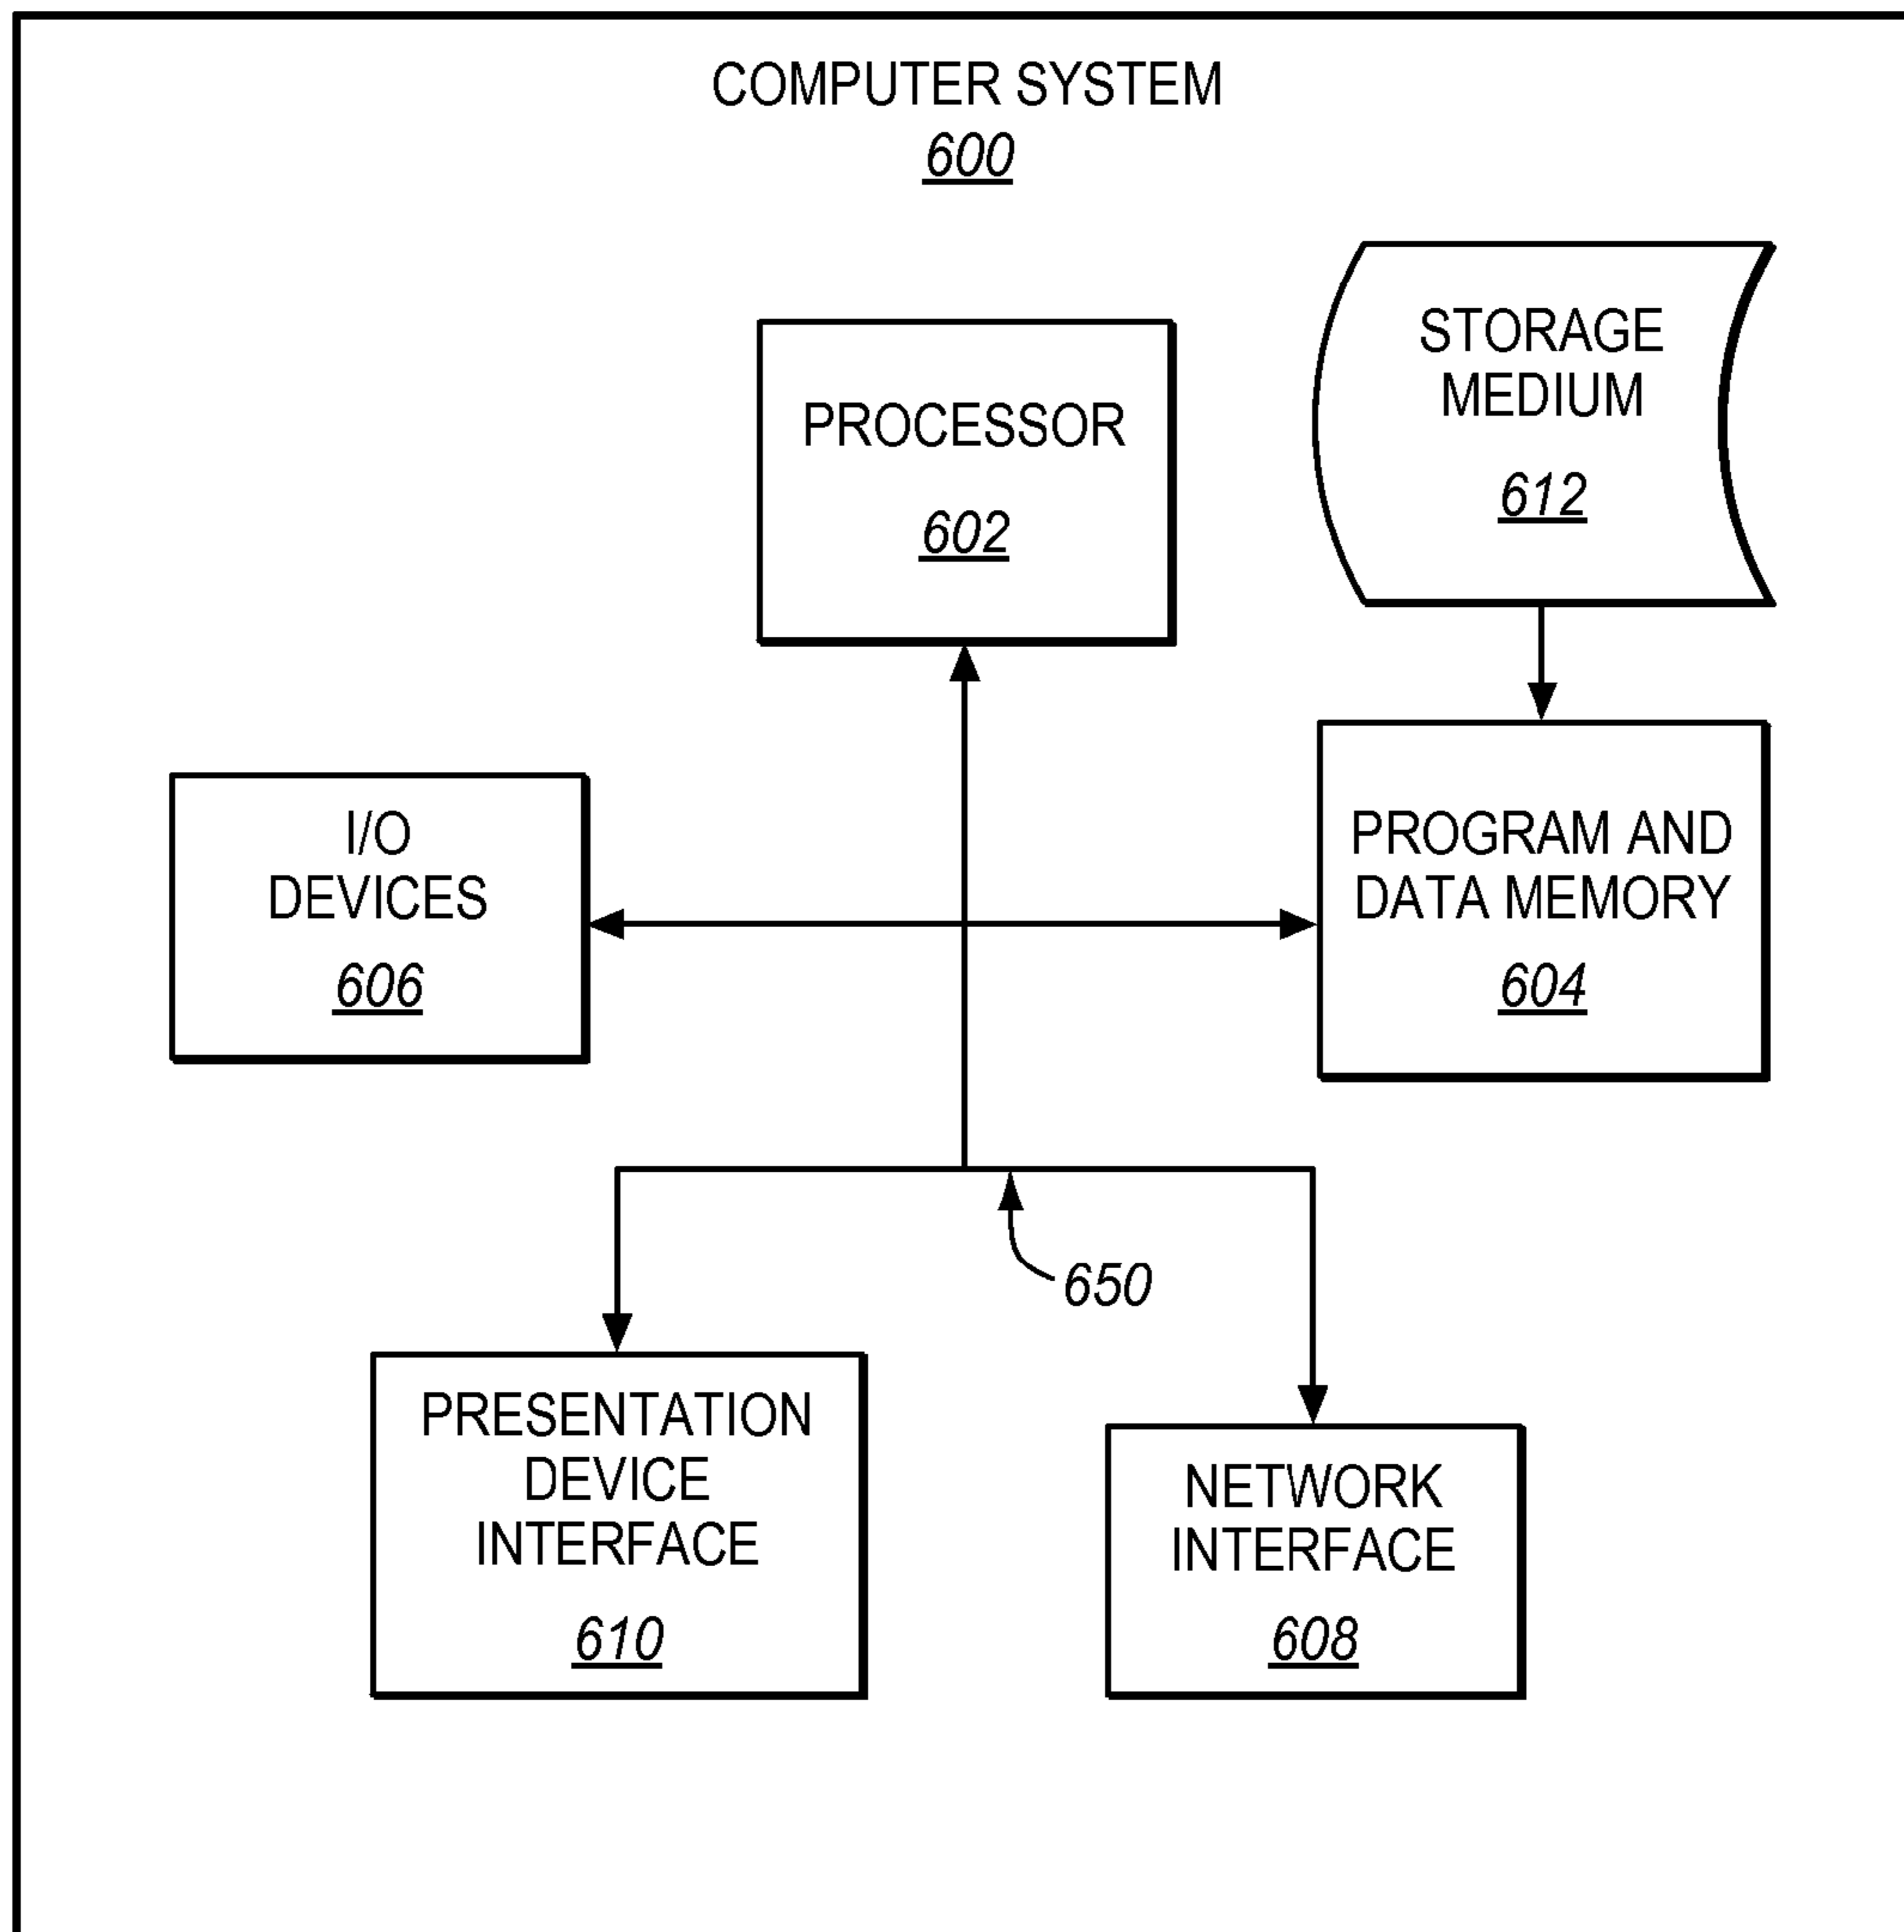 COMPUTER SYSTEM
600
STORAGE
MEDIUM
612
PROCESSOR
602
I/O
DEVICES
606
PROGRAM AND
DATA MEMORY
604
650
PRESENTATION
DEVICE
INTERFACE
610
NETWORK
INTERFACE
608